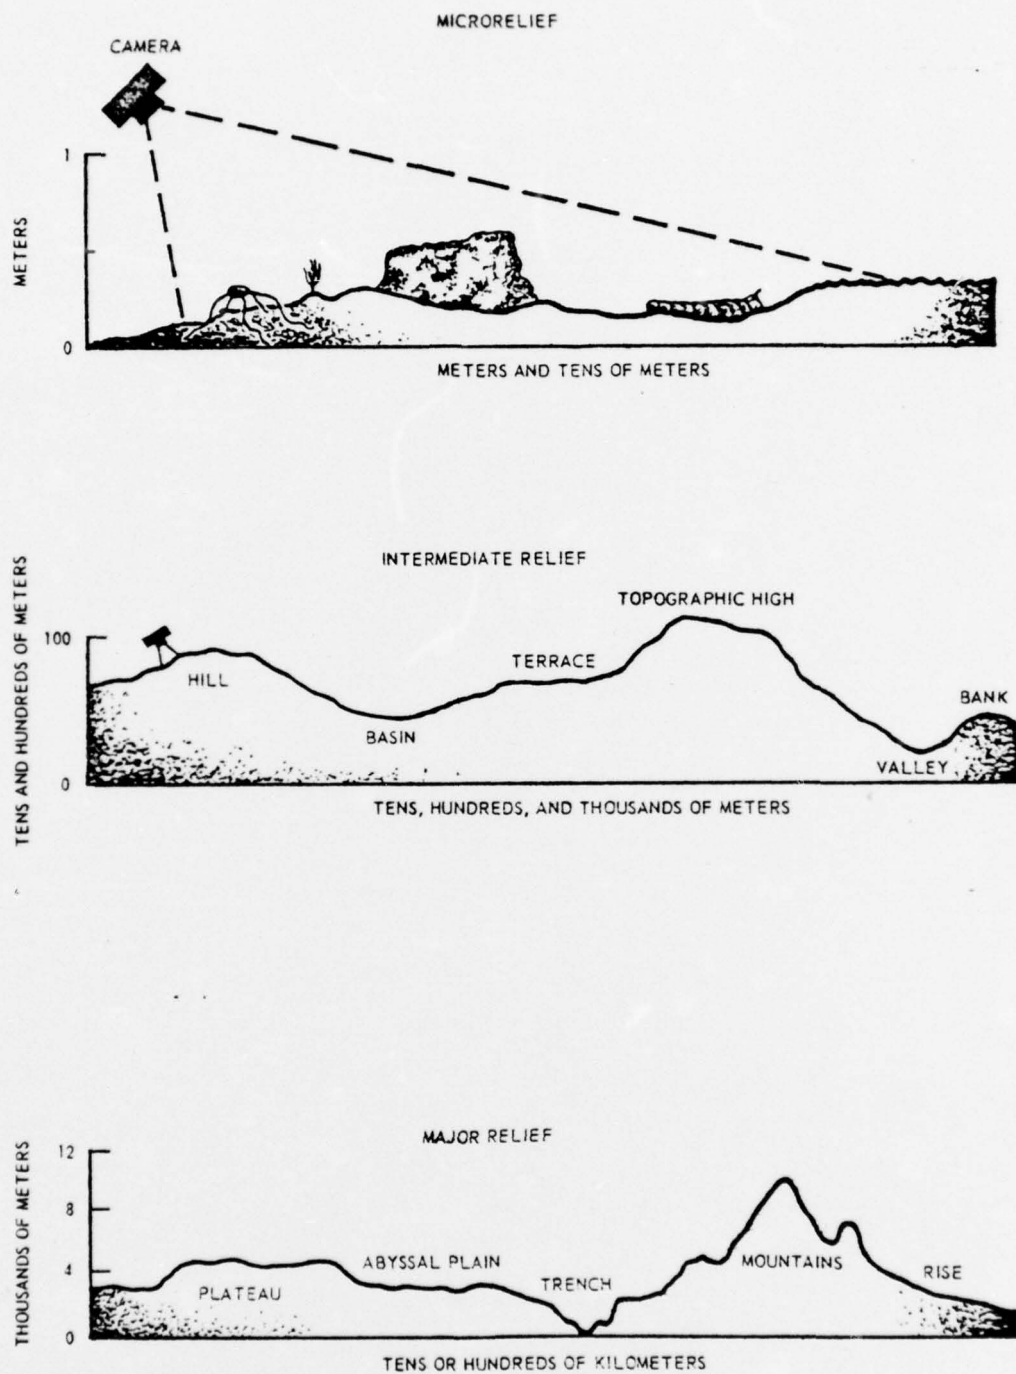 MICRORELIEF
CAMERA
1
METERS
0
METERS AND TENS OF METERS
INTERMEDIATE RELIEF
TENS AND HUNDREDS OF METERS
TOPOGRAPHIC HIGH
100
TERRACE
HILL
BANK
BASIN
VALLEY
0
TENS, HUNDREDS, AND THOUSANDS OF METERS
MAJOR RELIEF
THOUSANDS OF METERS
12
8
4
0
ABYSSAL PLAIN
MOUNTAINS
RISE
TRENCH
PLATEAU
TENS OR HUNDREDS OF KILOMETERS